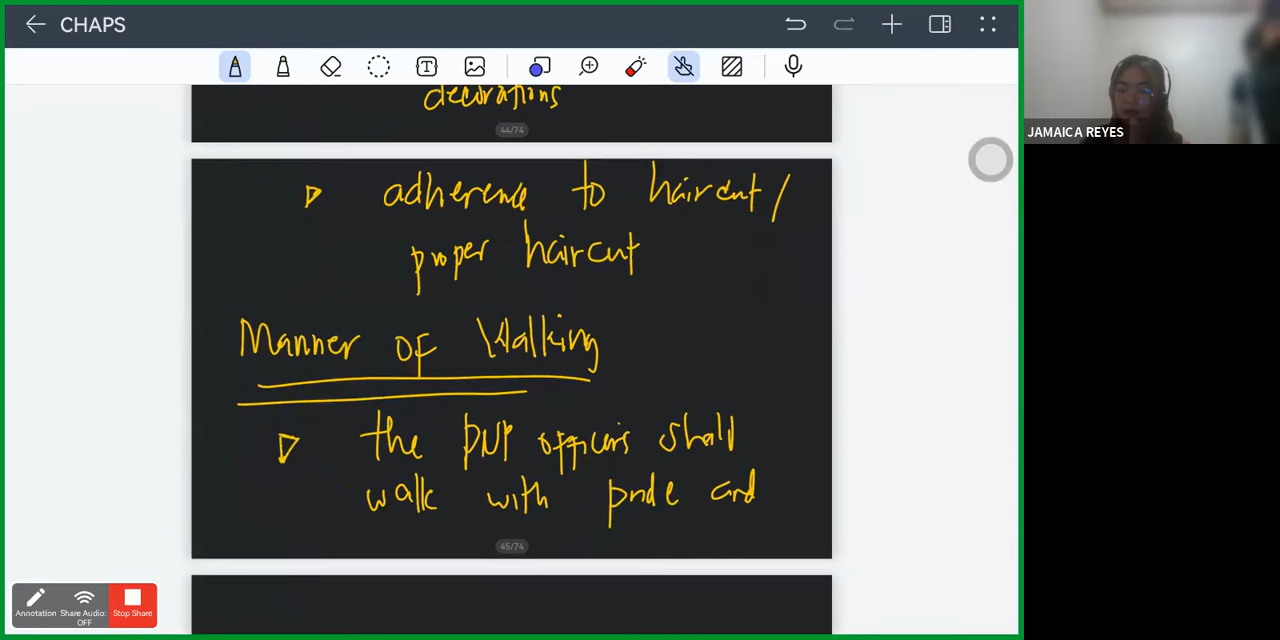 CHAPS
decorations
44/74
adherence to haircut/
proper haircut
Manner of Walking
the PNP officers shall
walk with pride and
45/74
Annotation
Share Audio: OFF
Stop Share
JAMAICA REYES